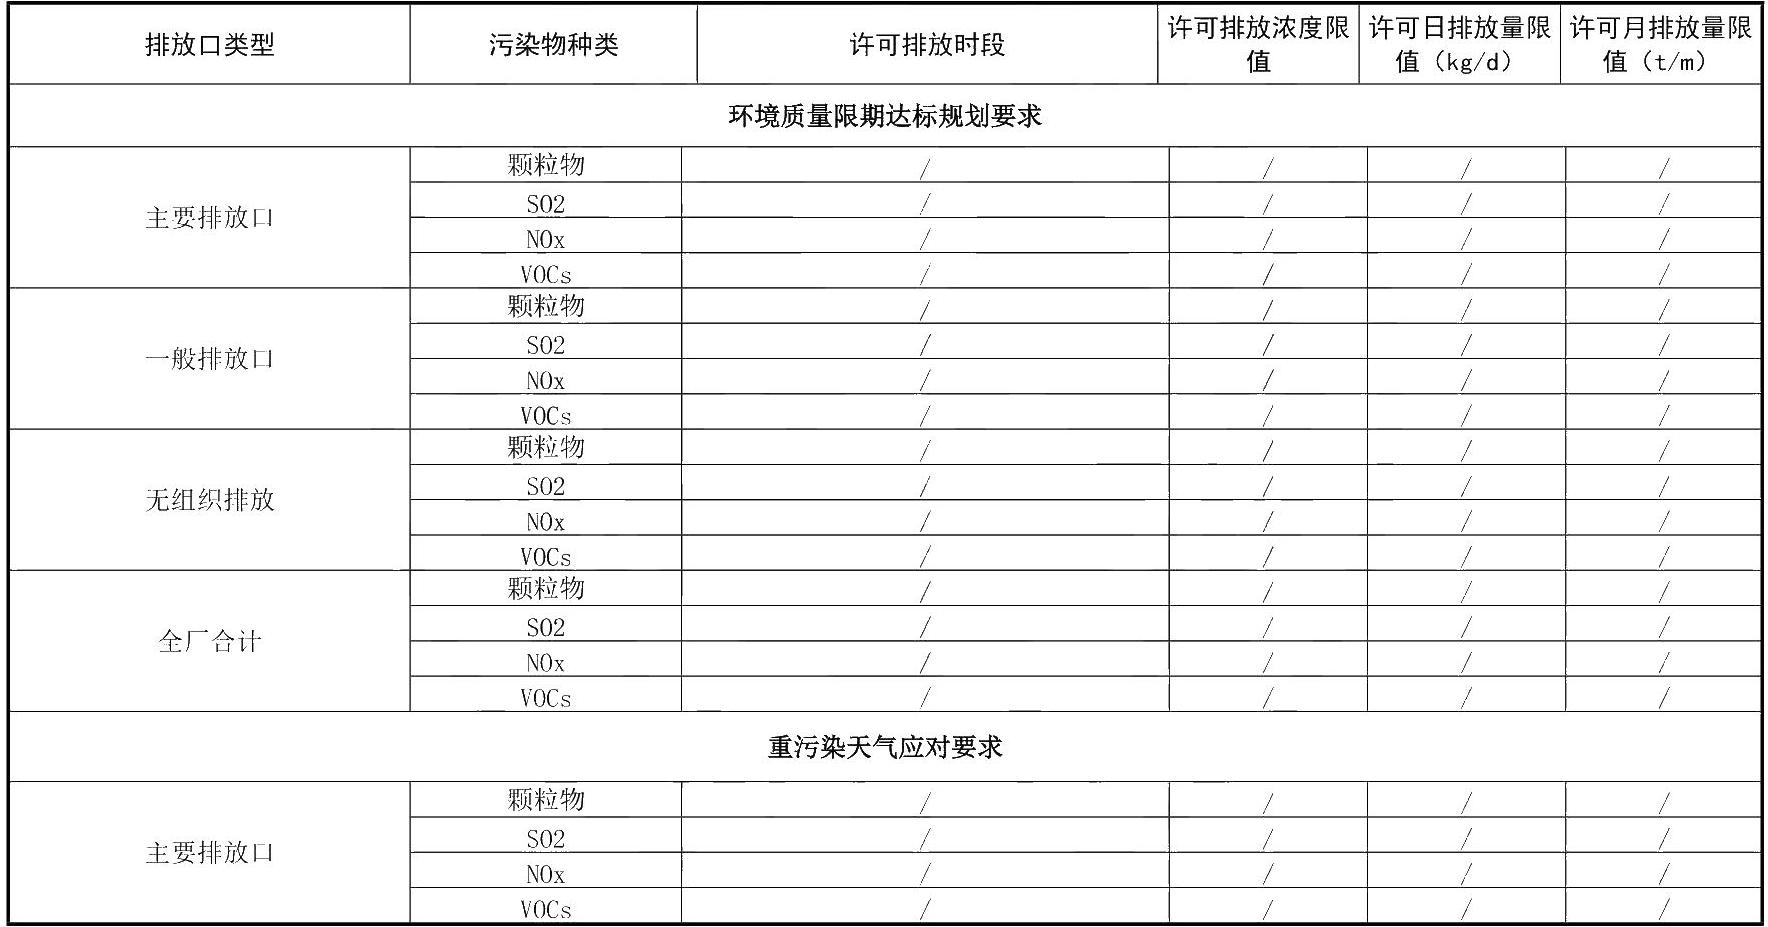 排放口类型 污染物种类 许可排放时段 许可排放浓度限值 许可日排放量限值（kg/d） 许可月排放量限值（t/m）
环境质量限期达标规划要求
主要排放口 颗粒物 / / / /
SO2 / / / /
NOx / / / /
VOCs / / / /
一般排放口 颗粒物 / / / /
SO2 / / / /
NOx / / / /
VOCs / / / /
无组织排放 颗粒物 / / / /
SO2 / / / /
NOx / / / /
VOCs / / / /
全厂合计 颗粒物 / / / /
SO2 / / / /
NOx / / / /
VOCs / / / /
重污染天气应对要求
主要排放口 颗粒物 / / / /
SO2 / / / /
NOx / / / /
VOCs / / / /